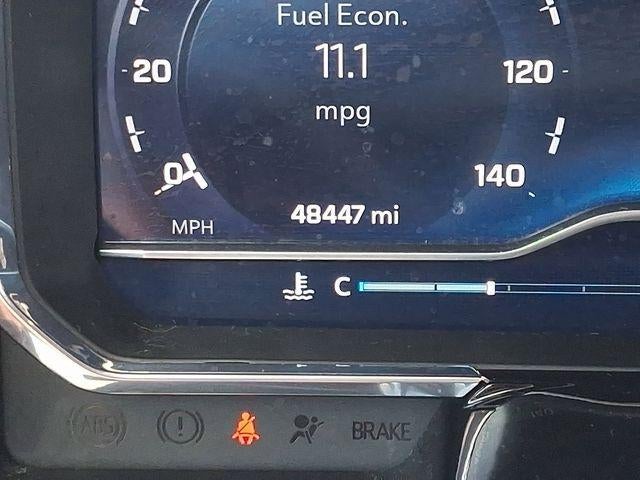 Fuel Econ.
11.1
20 120
mpg
0 140
48447 mi
MPH
C
ABS ! BRAKE